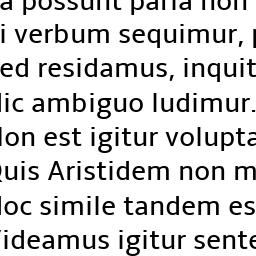 a possunt paria non
i verbum sequimur, p
ed residamus, inquit
lic ambiguo ludimur.
Non est igitur volupta
Quis Aristidem non m
Hoc simile tandem es
Videamus igitur sente